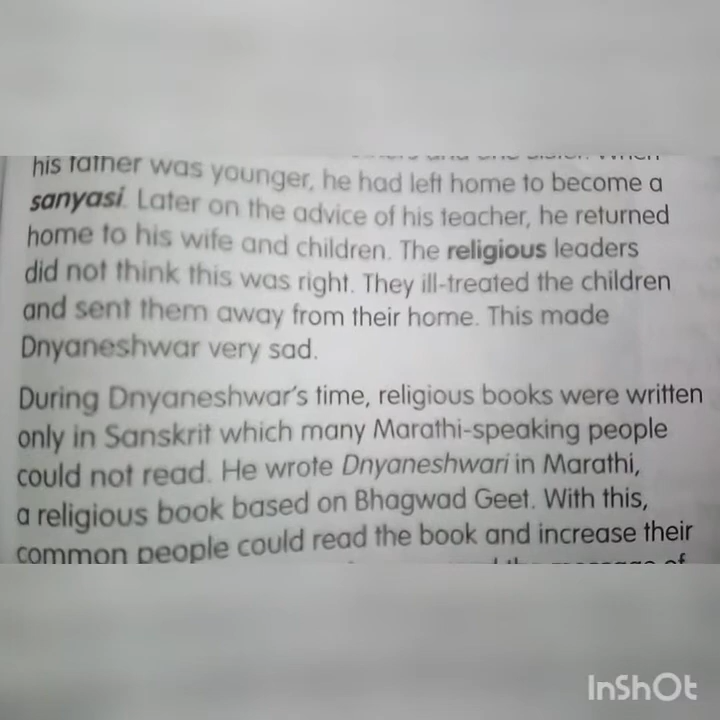 his father was younger, he had left home to become a
sanyasi. Later on the advice of his teacher, he returned
home to his wife and children. The religious leaders
did not think this was right. They ill-treated the children
and sent them away from their home. This made
Dnyaneshwar very sad.
During Dnyaneshwar's time, religious books were written
only in Sanskrit which many Marathi-speaking people
could not read. He wrote Dnyaneshwari in Marathi,
a religious book based on Bhagwad Geet. With this,
common people could read the book and increase their
InShOt